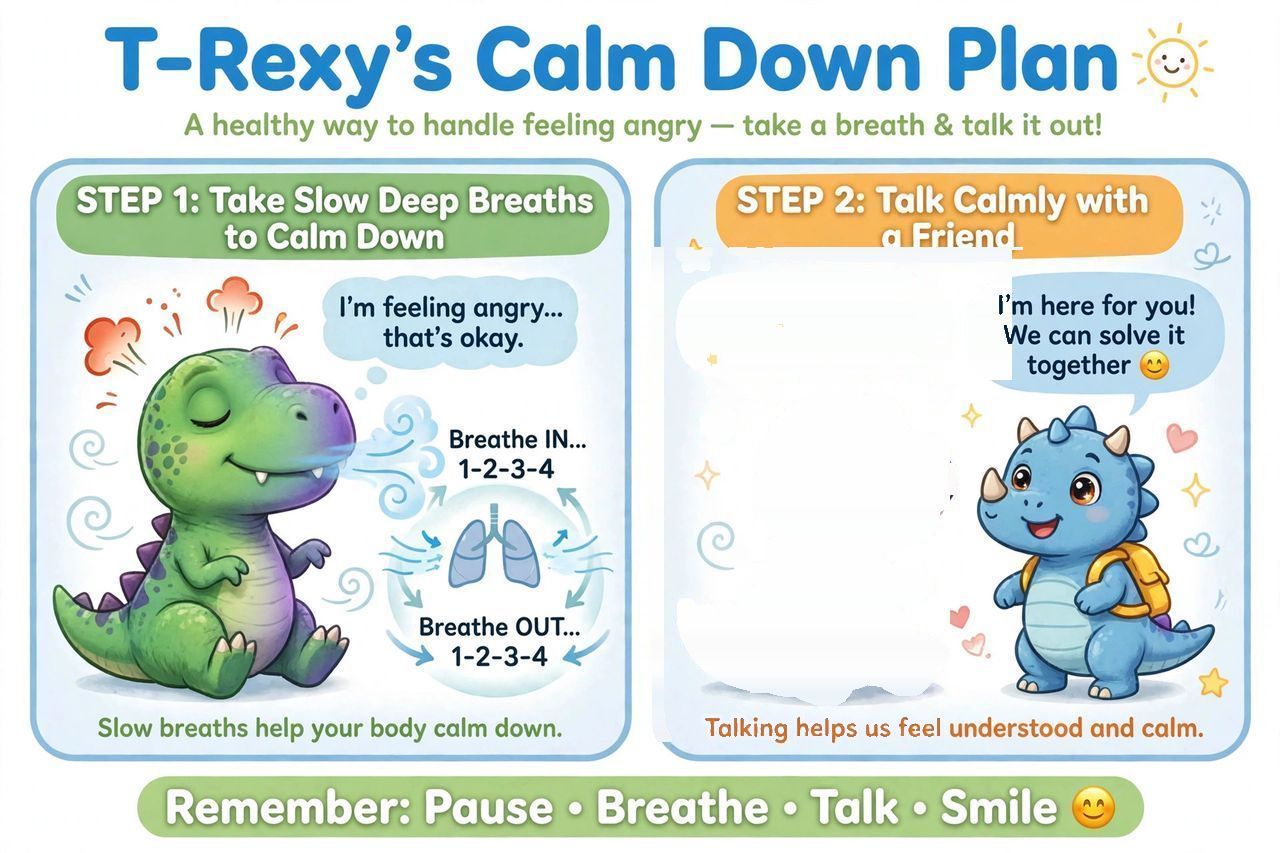 T-Rexy's Calm Down Plan
A healthy way to handle feeling angry — take a breath & talk it out!
STEP 1: Take Slow Deep Breaths
to Calm Down
I'm feeling angry...
that's okay.
Breathe IN...
1-2-3-4
Breathe OUT...
1-2-3-4
Slow breaths help your body calm down.
STEP 2: Talk Calmly with
a Friend
I'm here for you!
We can solve it
together 😊
Talking helps us feel understood and calm.
Remember: Pause • Breathe • Talk • Smile 😊